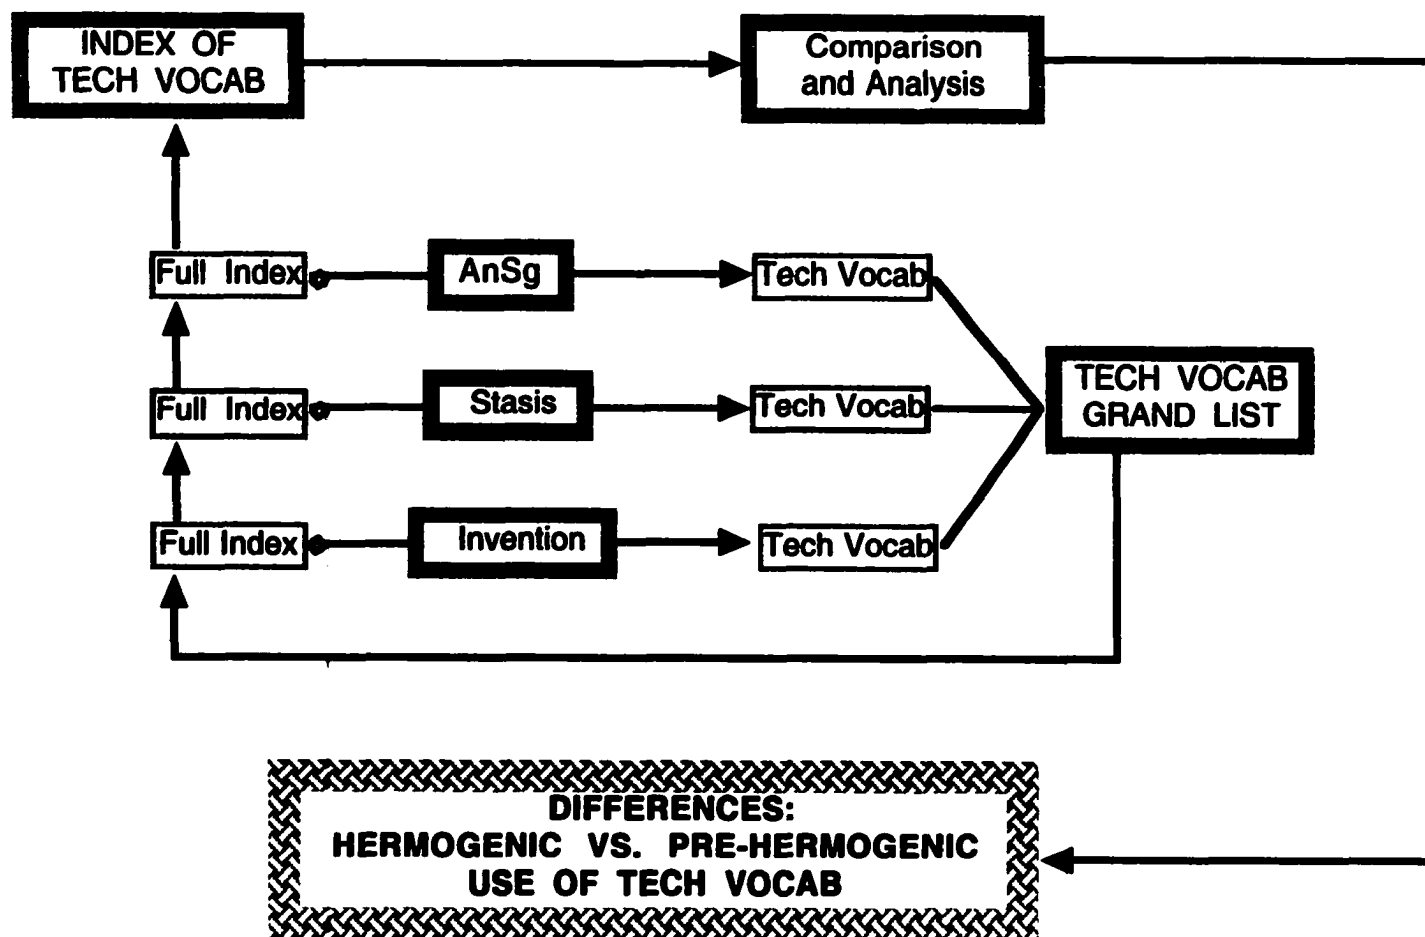 INDEX OF
TECH VOCAB
Comparison
and Analysis
Full Index
AnSg
Tech Vocab
Full Index
Stasis
Tech Vocab
TECH VOCAB
GRAND LIST
Full Index
Invention
Tech Vocab
DIFFERENCES:
HERMOGENIC VS. PRE-HERMOGENIC
USE OF TECH VOCAB